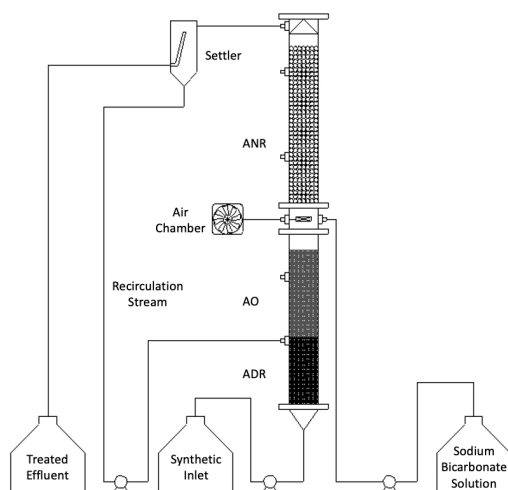 Settler
ANR
Air
Chamber
Recirculation
Stream
AO
ADR
Treated
Effluent
Synthetic
Inlet
Sodium
Bicarbonate
Solution